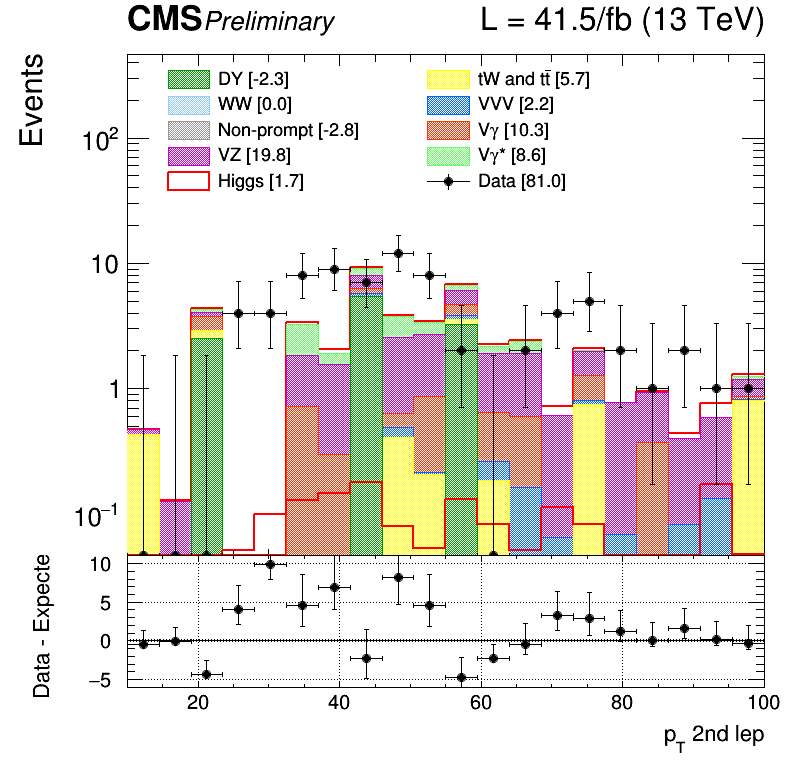 CMS Preliminary L = 41.5/fb (13 TeV)
Events
DY [-2.3]
tW and tt̄ [5.7]
WW [0.0]
VVV [2.2]
Non-prompt [-2.8]
Vγ [10.3]
VZ [19.8]
Vγ* [8.6]
Higgs [1.7]
Data [81.0]
10²
10
1
10⁻¹
Data - Expecte
10
5
0
−5
20 40 60 80 100
p_T 2nd lep